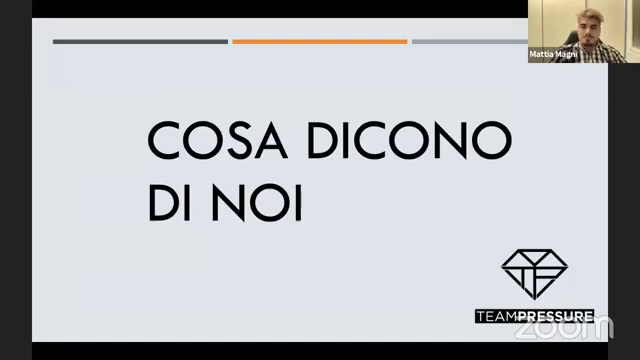 Mattia Magni
COSA DICONO
DI NOI
TEAMPRESSURE
zoom